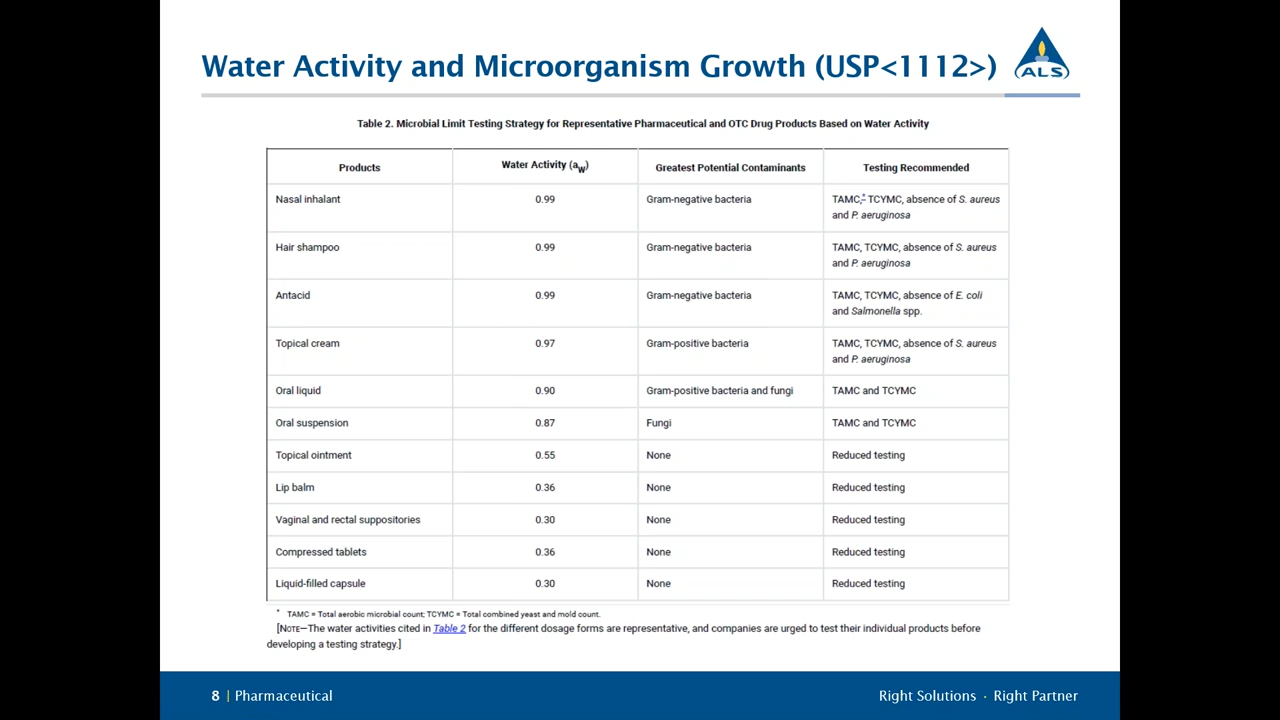 Water Activity and Microorganism Growth (USP<1112>)
ALS
Table 2. Microbial Limit Testing Strategy for Representative Pharmaceutical and OTC Drug Products Based on Water Activity
Products Water Activity (aw) Greatest Potential Contaminants Testing Recommended
Nasal inhalant 0.99 Gram-negative bacteria TAMC,* TCYMC, absence of S. aureus
and P. aeruginosa
Hair shampoo 0.99 Gram-negative bacteria TAMC, TCYMC, absence of S. aureus
and P. aeruginosa
Antacid 0.99 Gram-negative bacteria TAMC, TCYMC, absence of E. coli
and Salmonella spp.
Topical cream 0.97 Gram-positive bacteria TAMC, TCYMC, absence of S. aureus
and P. aeruginosa
Oral liquid 0.90 Gram-positive bacteria and fungi TAMC and TCYMC
Oral suspension 0.87 Fungi TAMC and TCYMC
Topical ointment 0.55 None Reduced testing
Lip balm 0.36 None Reduced testing
Vaginal and rectal suppositories 0.30 None Reduced testing
Compressed tablets 0.36 None Reduced testing
Liquid-filled capsule 0.30 None Reduced testing
* TAMC = Total aerobic microbial count; TCYMC = Total combined yeast and mold count.
[NOTE—The water activities cited in Table 2 for the different dosage forms are representative, and companies are urged to test their individual products before
developing a testing strategy.]
8 | Pharmaceutical Right Solutions · Right Partner